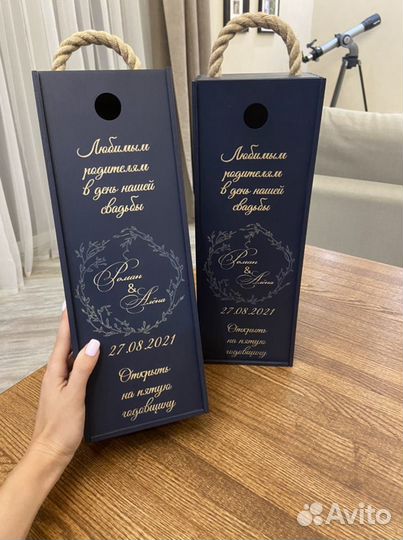 Любимым
родителям
в день нашей
свадьбы
Роман
&
Алёна
27.08.2021
Открыть
на пятую
годовщину
Любимым
родителям
в день нашей
свадьбы
Роман
&
Алёна
27.08.2021
Открыть
на пятую
годовщину
Avito